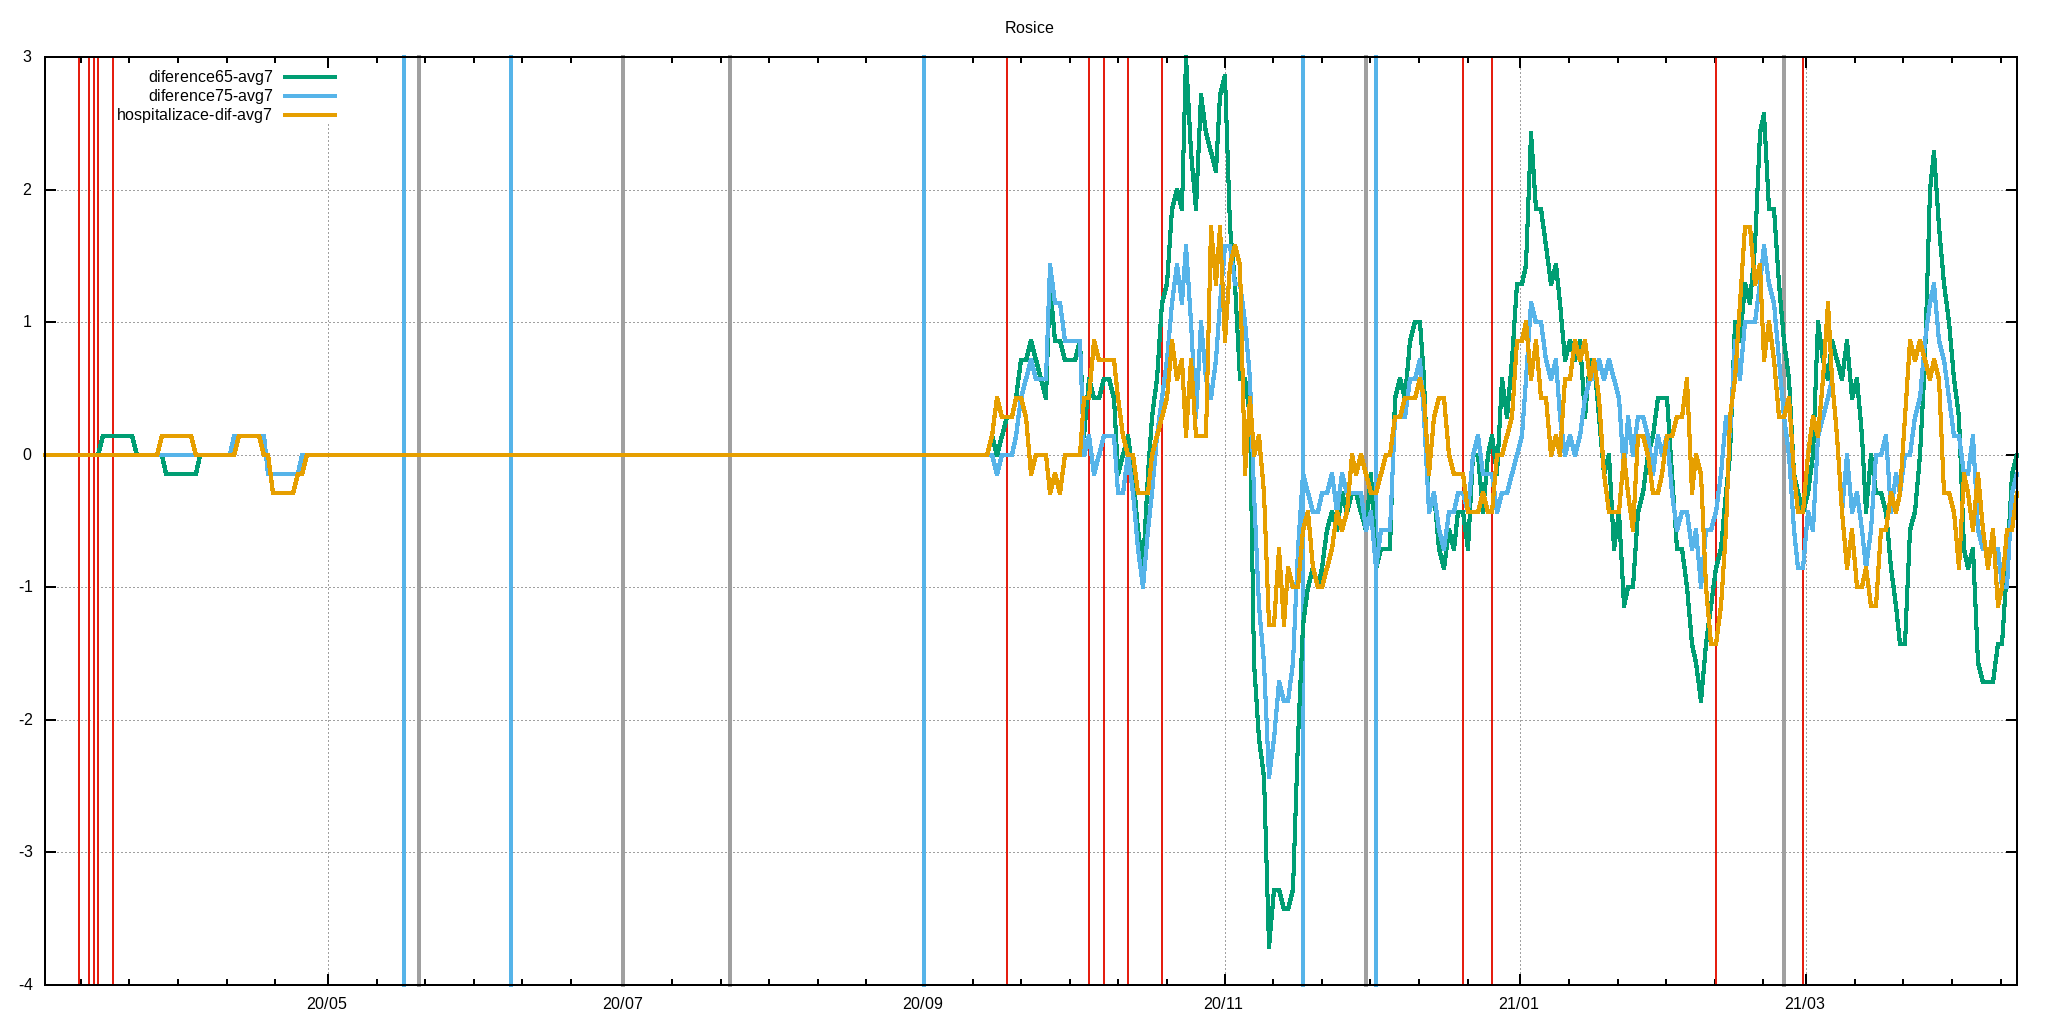 Rosice
3
diference65-avg7
diference75-avg7
hospitalizace-dif-avg7
2
1
0
-1
-2
-3
-4
20/05 20/07 20/09 20/11 21/01 21/03